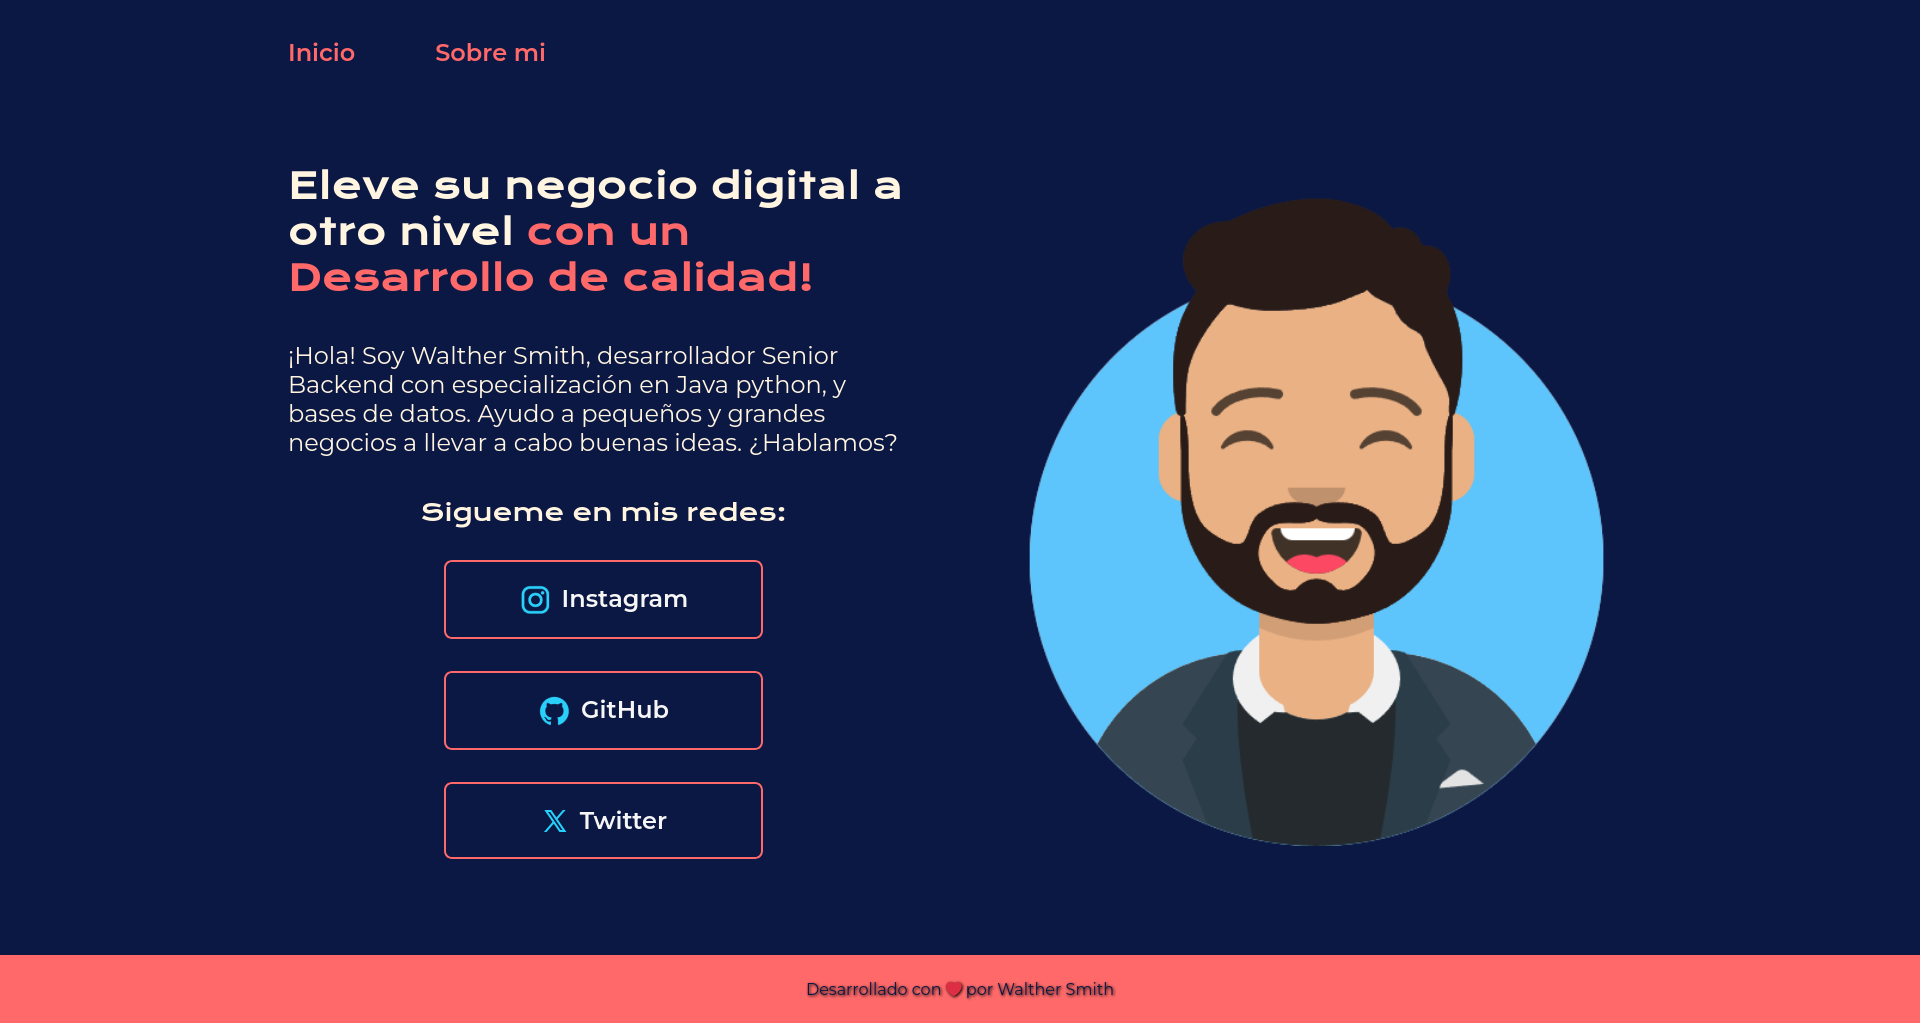 Inicio
Sobre mi
Eleve su negocio digital a
otro nivel con un
Desarrollo de calidad!
¡Hola! Soy Walther Smith, desarrollador Senior
Backend con especialización en Java python, y
bases de datos. Ayudo a pequeños y grandes
negocios a llevar a cabo buenas ideas. ¿Hablamos?
Sigueme en mis redes:
Instagram
GitHub
Twitter
Desarrollado con ❤ por Walther Smith